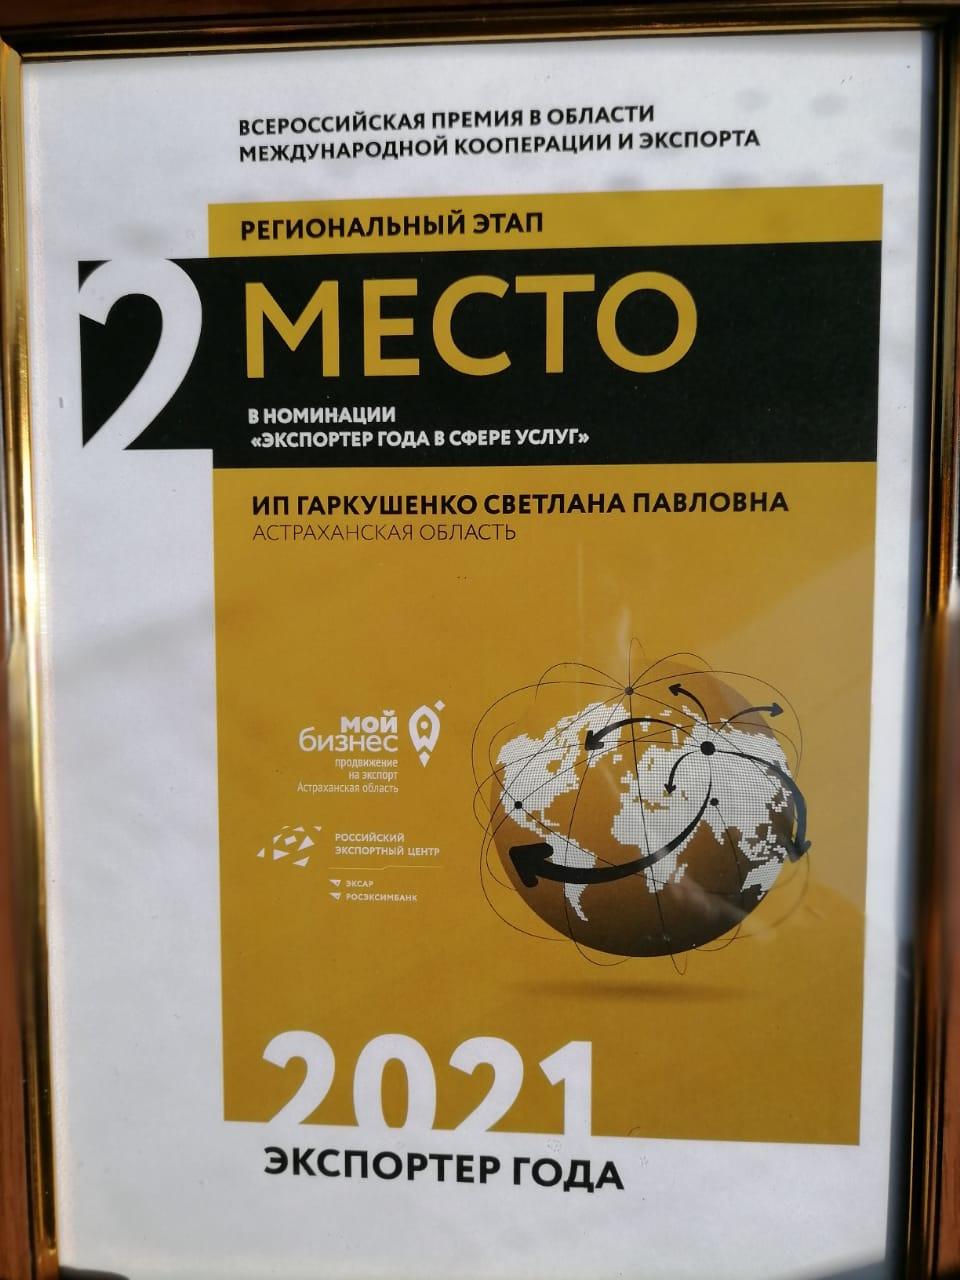 ВСЕРОССИЙСКАЯ ПРЕМИЯ В ОБЛАСТИ
МЕЖДУНАРОДНОЙ КООПЕРАЦИИ И ЭКСПОРТА
РЕГИОНАЛЬНЫЙ ЭТАП
2 МЕСТО
В НОМИНАЦИИ
«ЭКСПОРТЕР ГОДА В СФЕРЕ УСЛУГ»
ИП ГАРКУШЕНКО СВЕТЛАНА ПАВЛОВНА
АСТРАХАНСКАЯ ОБЛАСТЬ
мой
бизнес
продвижение
на экспорт
Астраханская область
РОССИЙСКИЙ
ЭКСПОРТНЫЙ ЦЕНТР
ЭКСАР
РОСЭКСИМБАНК
2021
ЭКСПОРТЕР ГОДА